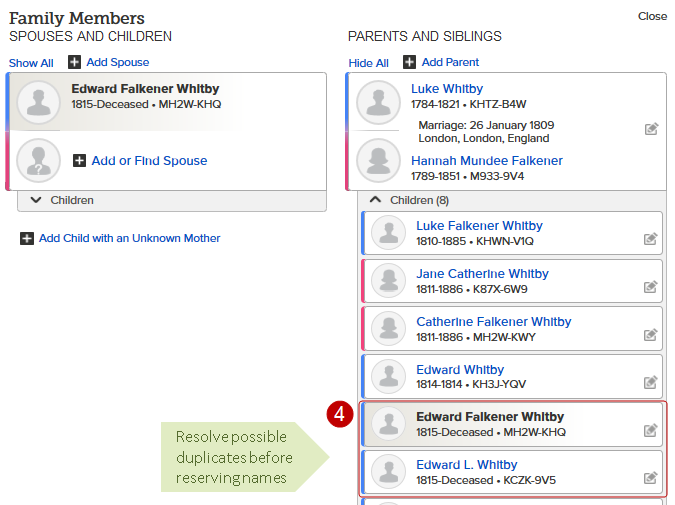 Family Members
Close
SPOUSES AND CHILDREN
Show All + Add Spouse
Edward Falkener Whitby
1815-Deceased • MH2W-KHQ
? + Add or Find Spouse
Children
+ Add Child with an Unknown Mother
PARENTS AND SIBLINGS
Hide All + Add Parent
Luke Whitby
1784-1821 • KHTZ-B4W
Marriage: 26 January 1809
London, London, England
Hannah Mundee Falkener
1789-1851 • M933-9V4
Children (8)
Luke Falkener Whitby
1810-1885 • KHWN-V1Q
Jane Catherine Whitby
1811-1886 • K87X-6W9
Catherine Falkener Whitby
1811-1886 • MH2W-KWY
Edward Whitby
1814-1814 • KH3J-YQV
4
Edward Falkener Whitby
1815-Deceased • MH2W-KHQ
Edward L. Whitby
1815-Deceased • KCZK-9V5
Resolve possible
duplicates before
reserving names